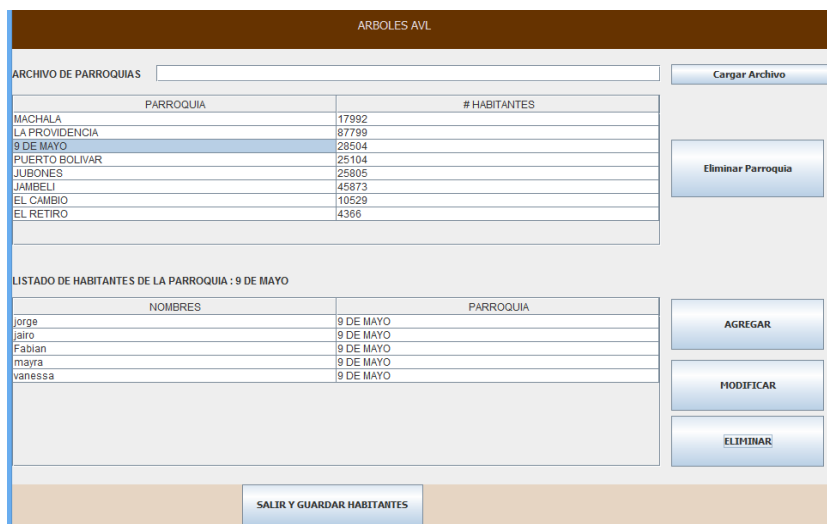 ARBOLES AVL
ARCHIVO DE PARROQUIAS Cargar Archivo
PARROQUIA # HABITANTES
MACHALA 17992
LA PROVIDENCIA 87799
9 DE MAYO 28504
PUERTO BOLIVAR 25104
JUBONES 25805
JAMBELI 45873
EL CAMBIO 10529
EL RETIRO 4366
Eliminar Parroquia
LISTADO DE HABITANTES DE LA PARROQUIA : 9 DE MAYO
NOMBRES PARROQUIA
jorge 9 DE MAYO
jairo 9 DE MAYO
Fabian 9 DE MAYO
mayra 9 DE MAYO
vanessa 9 DE MAYO
AGREGAR
MODIFICAR
ELIMINAR
SALIR Y GUARDAR HABITANTES